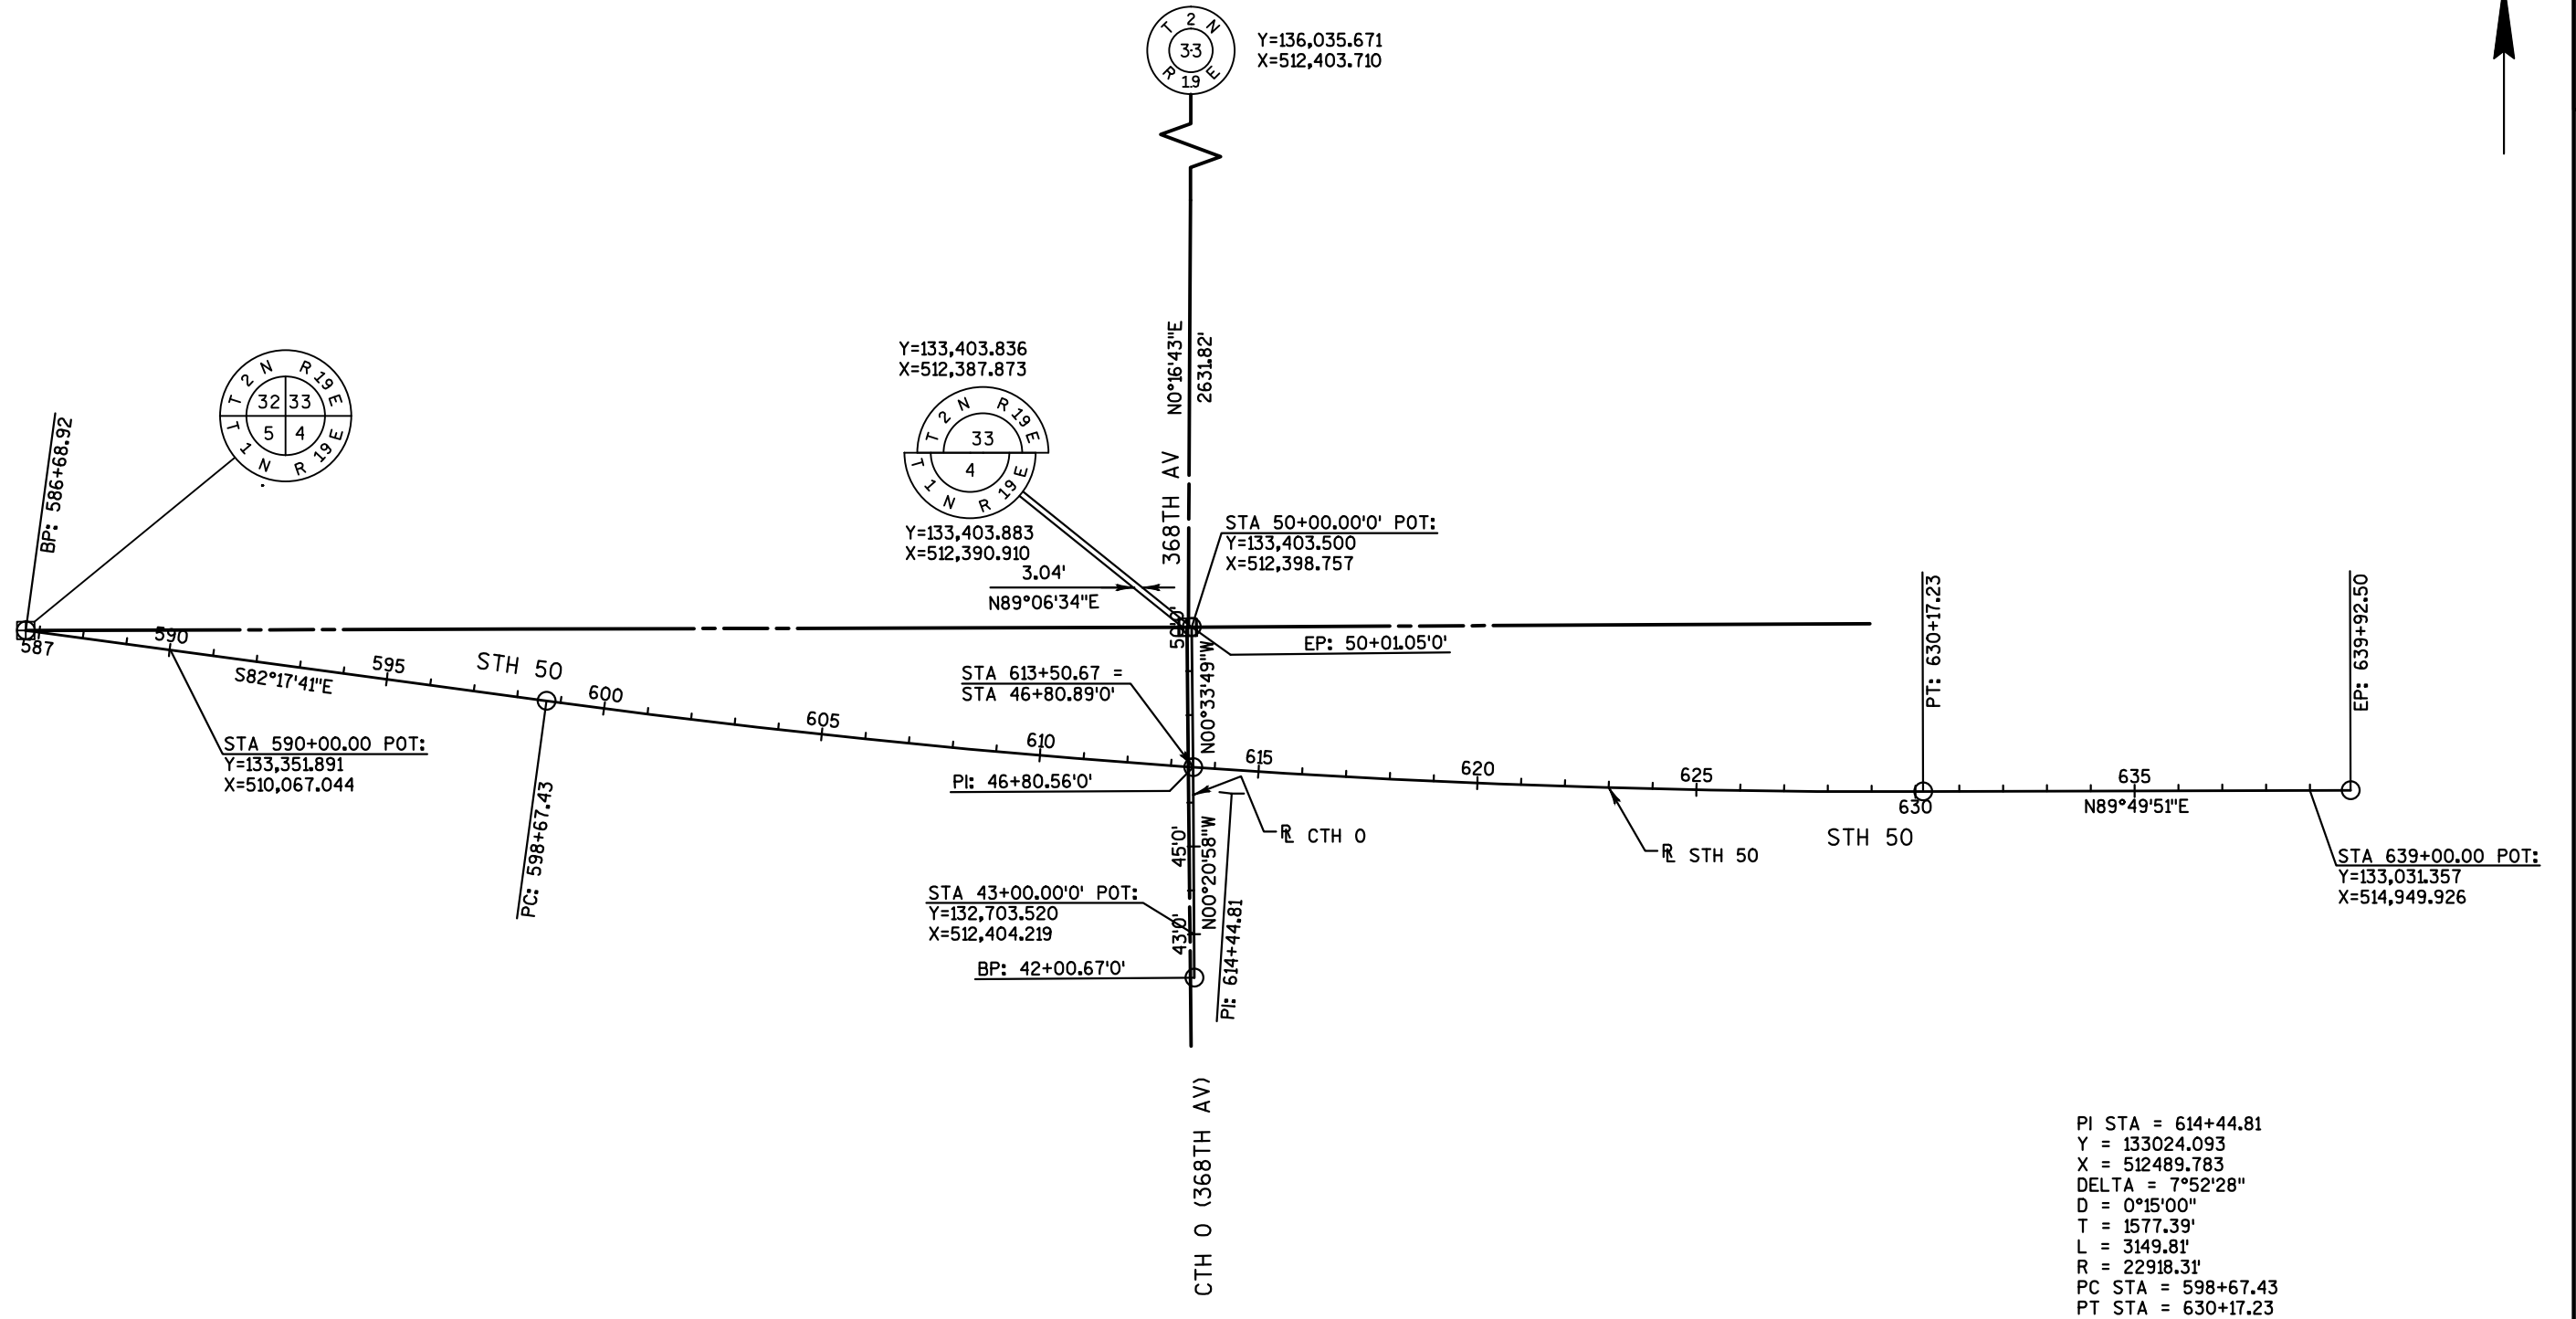 T 2 N
33
R 19 E
Y=136,035.671
X=512,403.710
N0°16'43"E
2631.82'
368TH AV
Y=133,403.836
X=512,387.873
T 2 N R 19 E
33
4
T 1 N R 19 E
Y=133,403.883
X=512,390.910
3.04'
N89°06'34"E
T 2 N R 19 E
32 33
5 4
T 1 N R 19 E
BP: 586+68.92
STA 50+00.00'O' POT:
Y=133,403.500
X=512,398.757
EP: 50+01.05'O'
50'O'
N00°33'49"W
587
590
595
600
605
610
615
620
625
630
635
S82°17'41"E
STH 50
STA 590+00.00 POT:
Y=133,351.891
X=510,067.044
PC: 598+67.43
STA 613+50.67 =
STA 46+80.89'O'
PI: 46+80.56'O'
PT: 630+17.23
EP: 639+92.50
N89°49'51"E
STH 50
RL CTH O
RL STH 50
45'O'
N00°20'58"W
STA 43+00.00'O' POT:
Y=132,703.520
X=512,404.219
43'O'
BP: 42+00.67'O'
PI: 614+44.81
STA 639+00.00 POT:
Y=133,031.357
X=514,949.926
CTH O (368TH AV)
PI STA = 614+44.81
Y = 133024.093
X = 512489.783
DELTA = 7°52'28"
D = 0°15'00"
T = 1577.39'
L = 3149.81'
R = 22918.31'
PC STA = 598+67.43
PT STA = 630+17.23